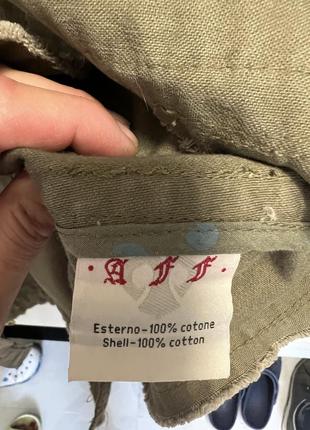 · A F F ·
Esterno-100% cotone
Shell-100% cotton